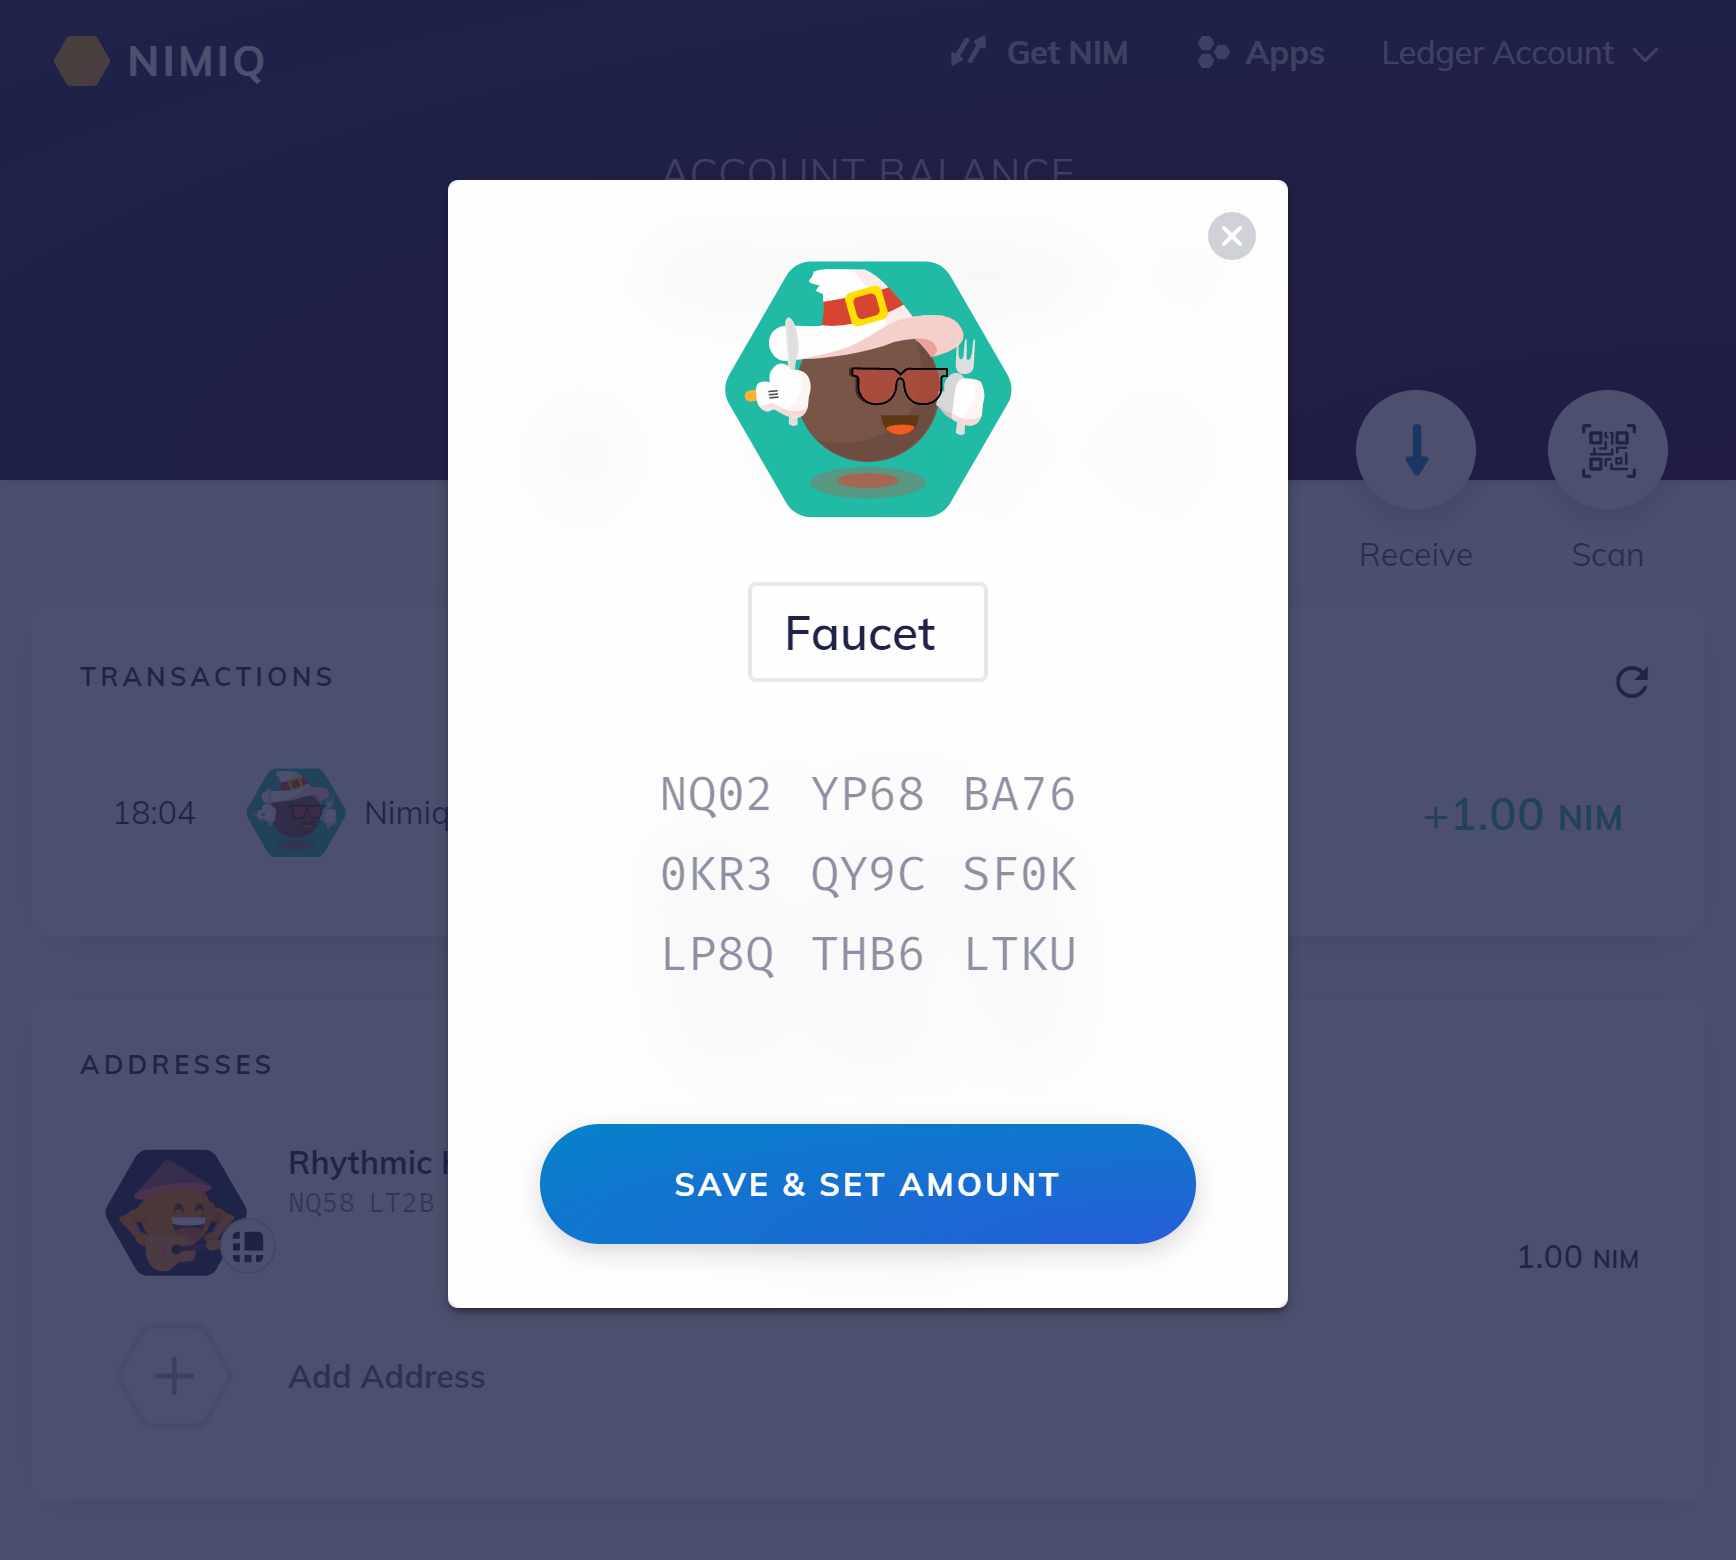 NIMIQ
Get NIM
Apps
Ledger Account
ACCOUNT BALANCE
Faucet
NQ02 YP68 BA76
0KR3 QY9C SF0K
LP8Q THB6 LTKU
SAVE & SET AMOUNT
Receive
Scan
TRANSACTIONS
18:04
Nimiq
+1.00 NIM
ADDRESSES
Rhythmic
NQ58 LT2B
1.00 NIM
Add Address